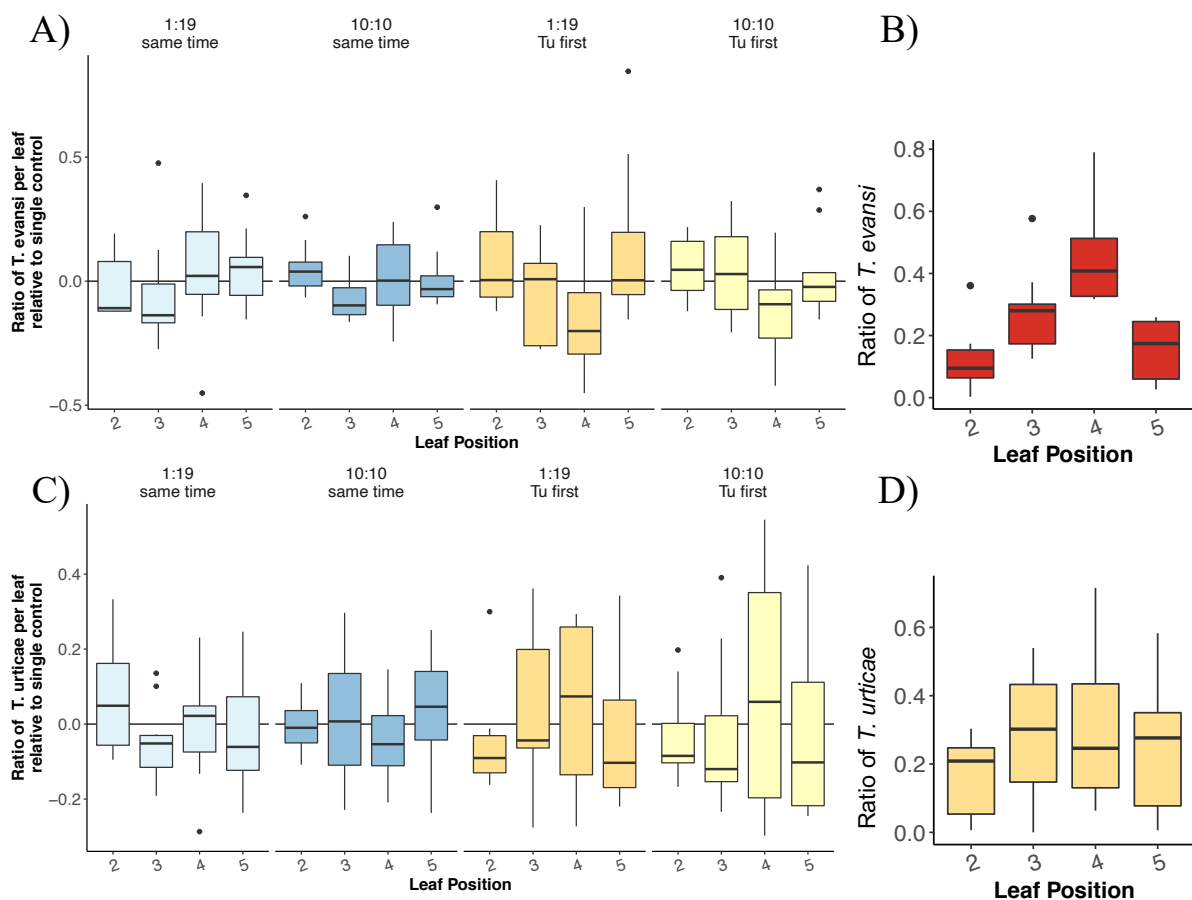 A)
1:19
same time
10:10
same time
1:19
Tu first
10:10
Tu first
Ratio of T. evansi per leaf
relative to single control
0.5
0.0
−0.5
2 3 4 5 2 3 4 5 2 3 4 5 2 3 4 5
Leaf Position
B)
Ratio of T. evansi
0.8
0.6
0.4
0.2
0.0
2 3 4 5
Leaf Position
C)
1:19
same time
10:10
same time
1:19
Tu first
10:10
Tu first
Ratio of T. urticae per leaf
relative to single control
0.4
0.2
0.0
−0.2
2 3 4 5 2 3 4 5 2 3 4 5 2 3 4 5
Leaf Position
D)
Ratio of T. urticae
0.6
0.4
0.2
0.0
2 3 4 5
Leaf Position